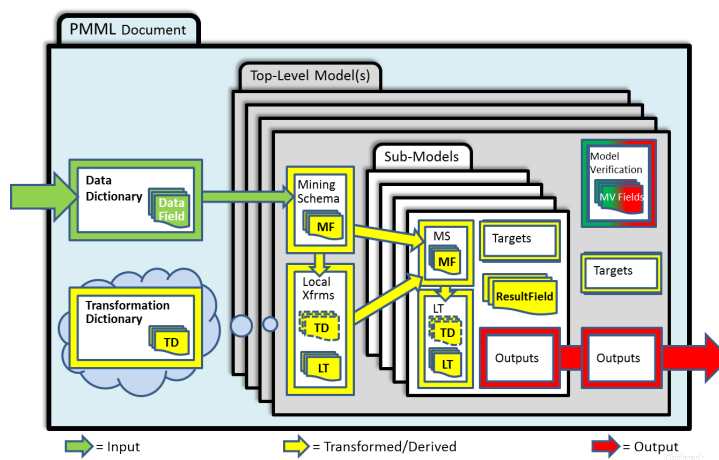 PMML Document
Top-Level Model(s)
Sub-Models
Model
Verification
MV Fields
Data
Dictionary
Data
Field
Mining
Schema
MF
MS
MF
Targets
Targets
Local
Xfrms
TD
LT
LT
TD
LT
ResultField
Transformation
Dictionary
TD
Outputs
Outputs
= Input
= Transformed/Derived
= Output